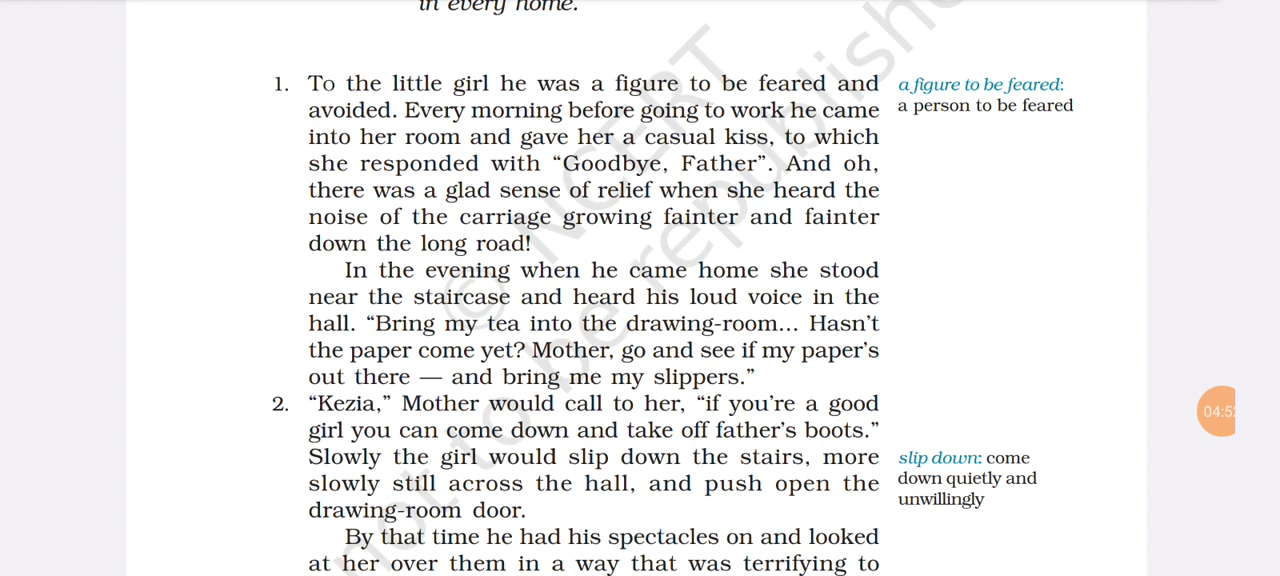 in every home.
1. To the little girl he was a figure to be feared and
avoided. Every morning before going to work he came
into her room and gave her a casual kiss, to which
she responded with “Goodbye, Father”. And oh,
there was a glad sense of relief when she heard the
noise of the carriage growing fainter and fainter
down the long road!
a figure to be feared:
a person to be feared
In the evening when he came home she stood
near the staircase and heard his loud voice in the
hall. “Bring my tea into the drawing-room... Hasn’t
the paper come yet? Mother, go and see if my paper’s
out there — and bring me my slippers.”
2. “Kezia,” Mother would call to her, “if you’re a good
girl you can come down and take off father’s boots.”
Slowly the girl would slip down the stairs, more
slowly still across the hall, and push open the
drawing-room door.
slip down: come
down quietly and
unwillingly
By that time he had his spectacles on and looked
at her over them in a way that was terrifying to
© NCERT
not to be republishe
04:5